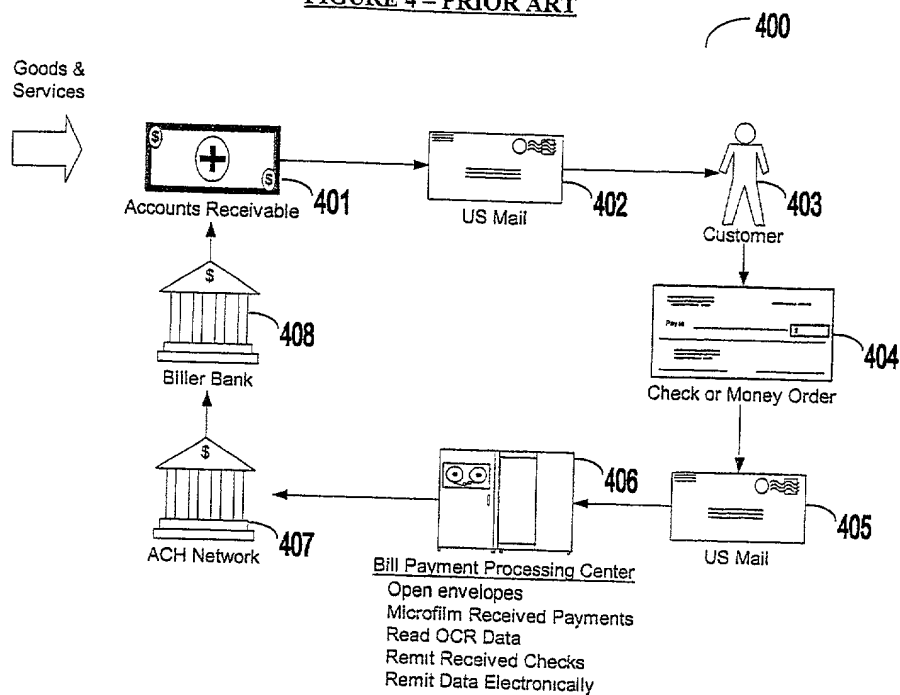 FIGURE 4 – PRIOR ART
400
Goods &
Services
$
$
401
Accounts Receivable
402
US Mail
403
Customer
$
408
Biller Bank
Pay to
$
404
Check or Money Order
$
407
ACH Network
406
405
US Mail
Bill Payment Processing Center
Open envelopes
Microfilm Received Payments
Read OCR Data
Remit Received Checks
Remit Data Electronically